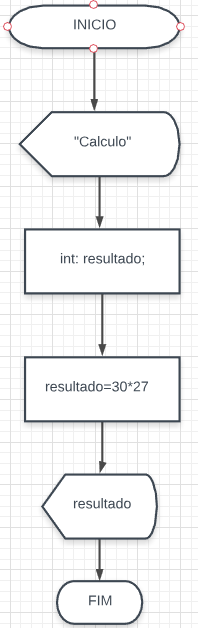 INICIO
"Calculo"
int: resultado;
resultado=30*27
resultado
FIM